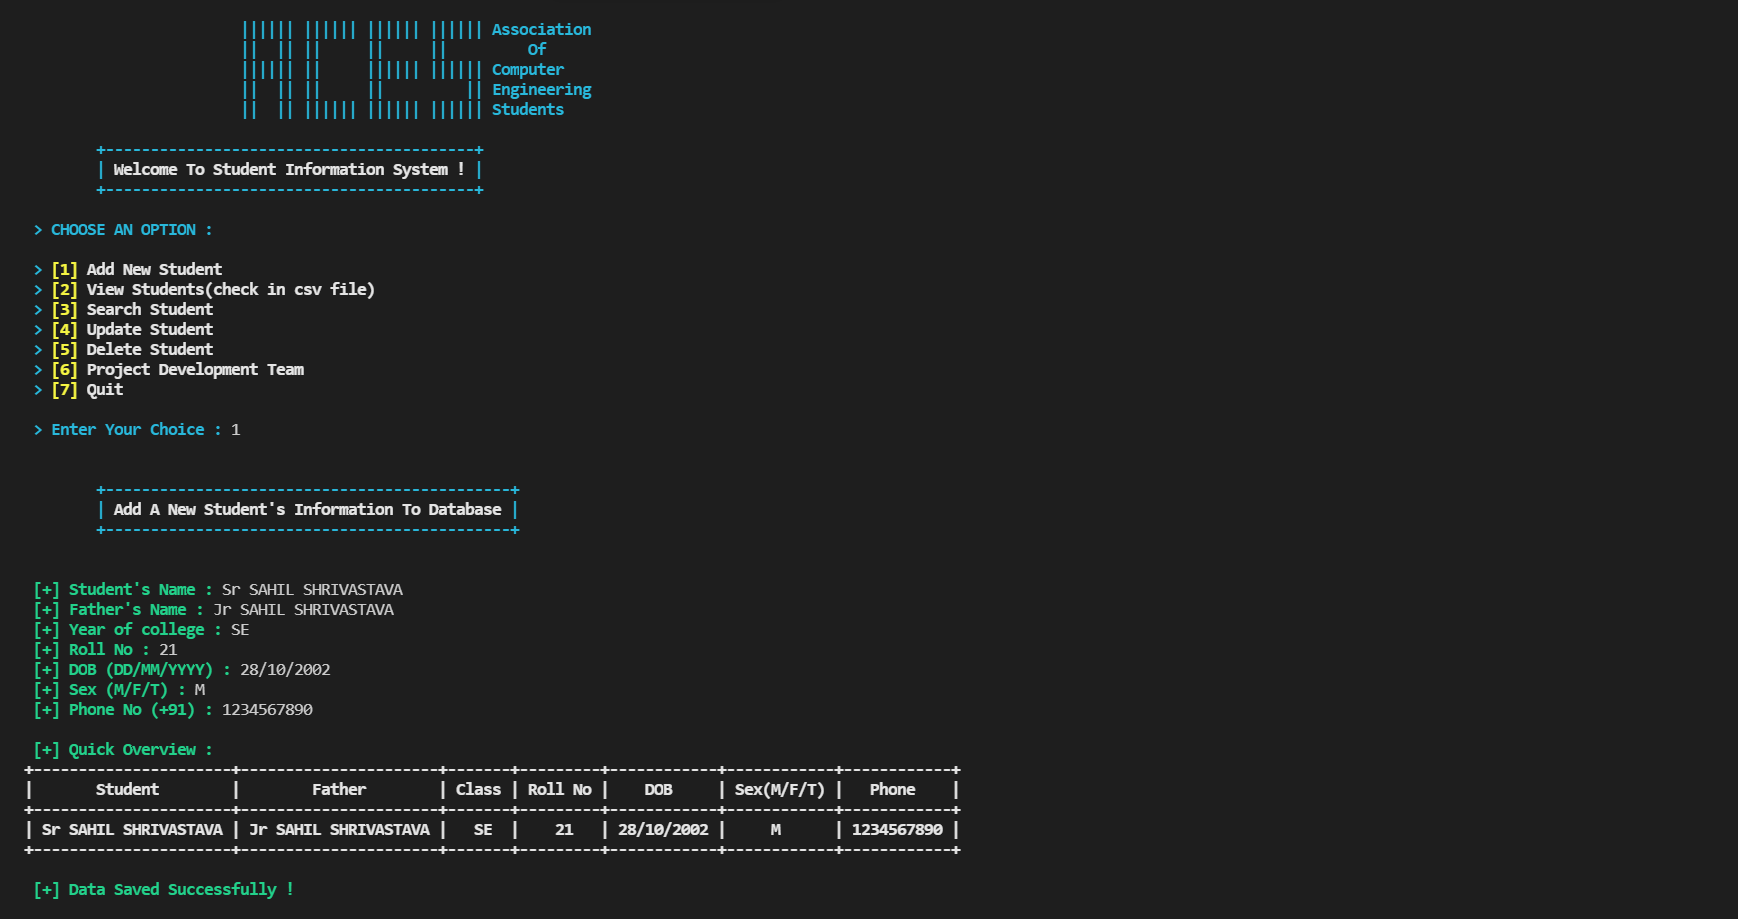 |||||| |||||| |||||| |||||| Association
||  || ||     ||     ||         Of
|||||| ||     |||||| |||||| Computer
||  || ||     ||         || Engineering
||  || |||||| |||||| |||||| Students
+-----------------------------------------+
| Welcome To Student Information System ! |
+-----------------------------------------+
> CHOOSE AN OPTION :
> [1] Add New Student
> [2] View Students(check in csv file)
> [3] Search Student
> [4] Update Student
> [5] Delete Student
> [6] Project Development Team
> [7] Quit
> Enter Your Choice : 1
+---------------------------------------------+
| Add A New Student's Information To Database |
+---------------------------------------------+
[+] Student's Name : Sr SAHIL SHRIVASTAVA
[+] Father's Name : Jr SAHIL SHRIVASTAVA
[+] Year of college : SE
[+] Roll No : 21
[+] DOB (DD/MM/YYYY) : 28/10/2002
[+] Sex (M/F/T) : M
[+] Phone No (+91) : 1234567890
[+] Quick Overview :
+----------------------+----------------------+-------+---------+------------+------------+------------+
|       Student        |        Father        | Class | Roll No |    DOB     | Sex(M/F/T) |   Phone    |
+----------------------+----------------------+-------+---------+------------+------------+------------+
| Sr SAHIL SHRIVASTAVA | Jr SAHIL SHRIVASTAVA |   SE  |    21   | 28/10/2002 |     M      | 1234567890 |
+----------------------+----------------------+-------+---------+------------+------------+------------+
[+] Data Saved Successfully !